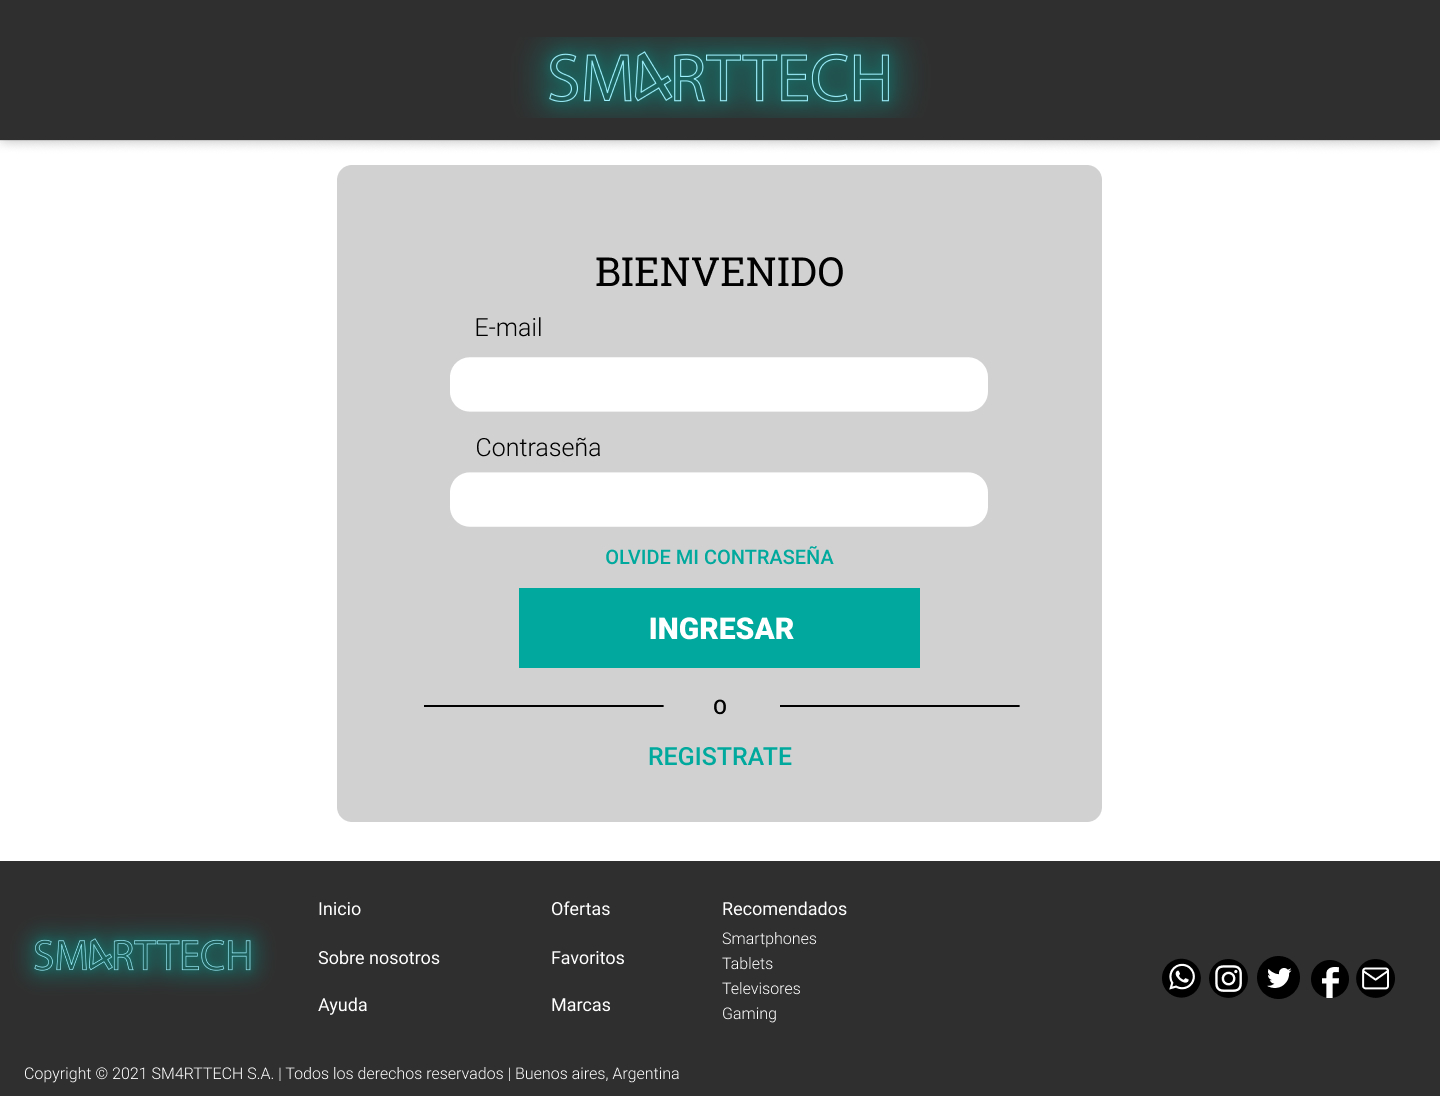 SM4RTTECH
BIENVENIDO
E-mail
Contraseña
OLVIDE MI CONTRASEÑA
INGRESAR
O
REGISTRATE
SM4RTTECH
Inicio
Sobre nosotros
Ayuda
Ofertas
Favoritos
Marcas
Recomendados
Smartphones
Tablets
Televisores
Gaming
Copyright © 2021 SM4RTTECH S.A. | Todos los derechos reservados | Buenos aires, Argentina